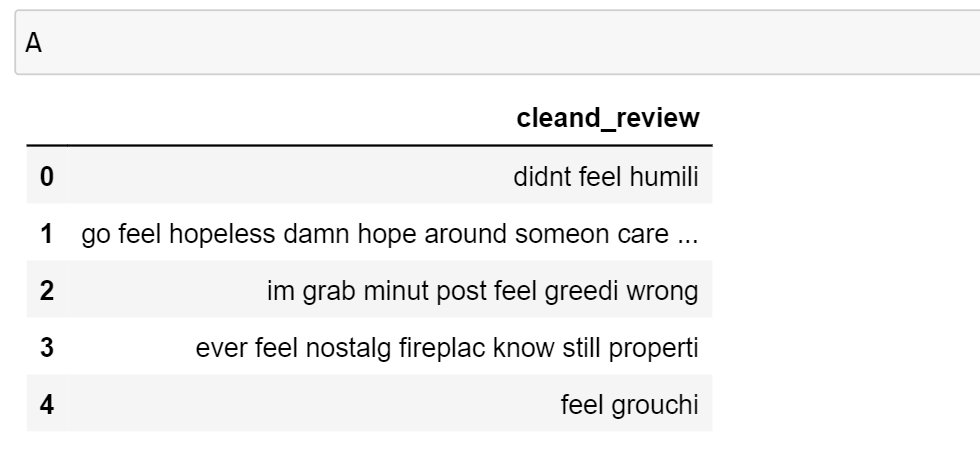 A
cleand_review
0 didnt feel humili
1 go feel hopeless damn hope around someon care ...
2 im grab minut post feel greedi wrong
3 ever feel nostalg fireplac know still properti
4 feel grouchi